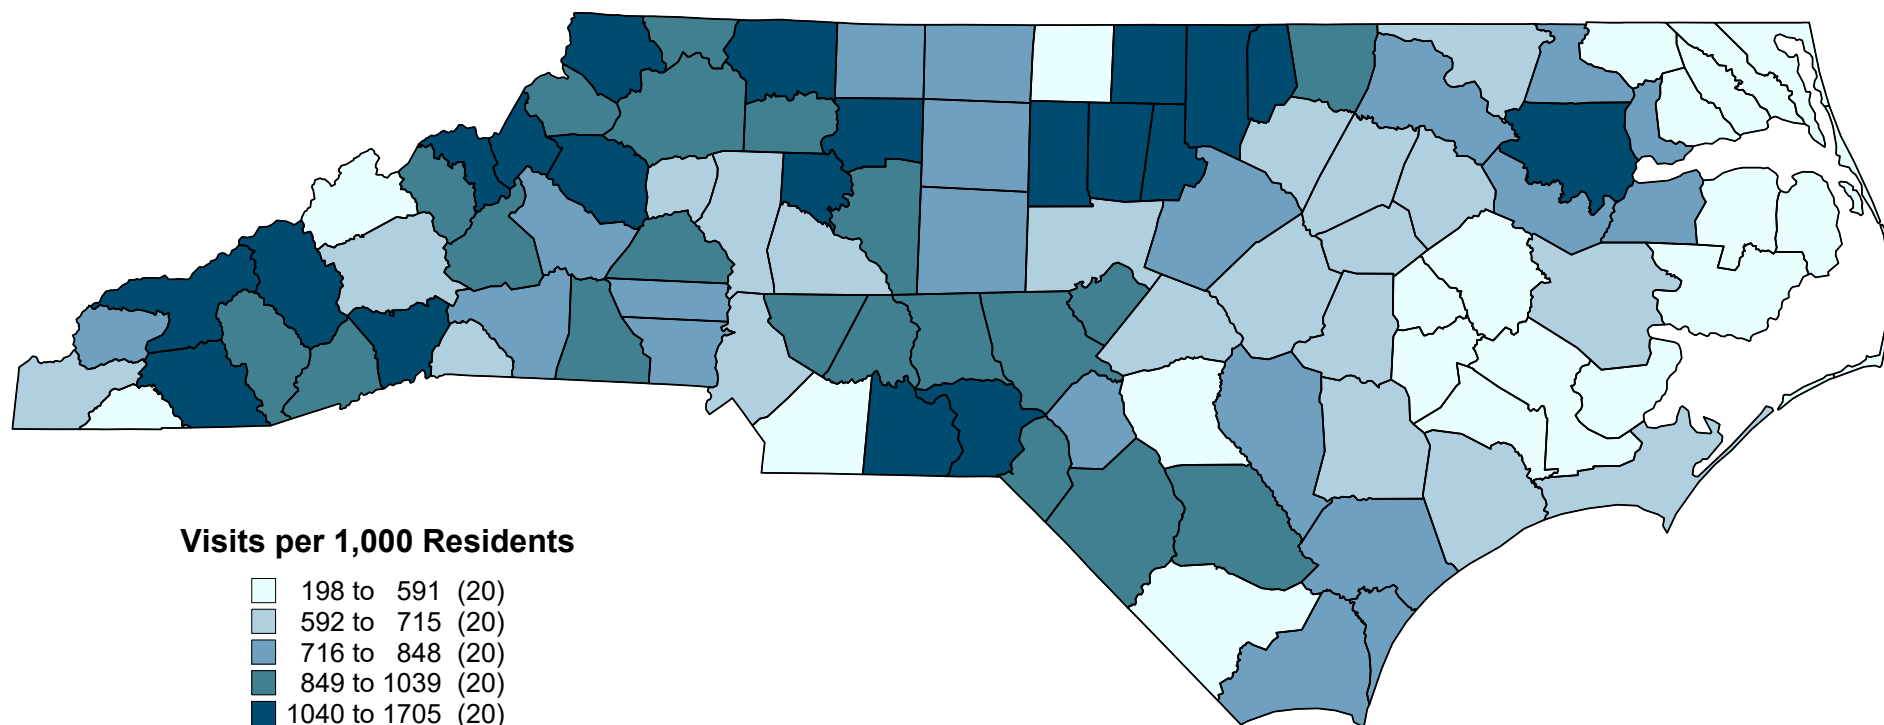 Visits per 1,000 Residents
198 to 591 (20)
592 to 715 (20)
716 to 848 (20)
849 to 1039 (20)
1040 to 1705 (20)